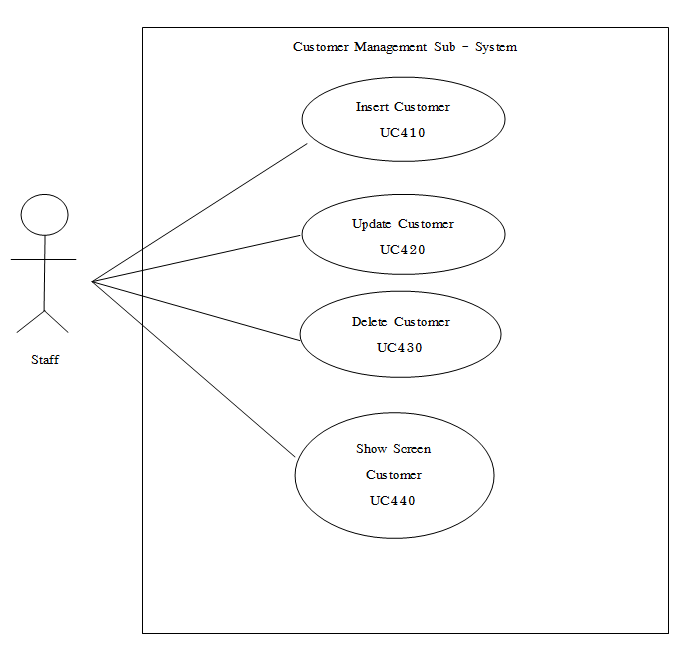 Customer Management Sub - System
Insert Customer
UC410
Update Customer
UC420
Delete Customer
UC430
Staff
Show Screen
Customer
UC440